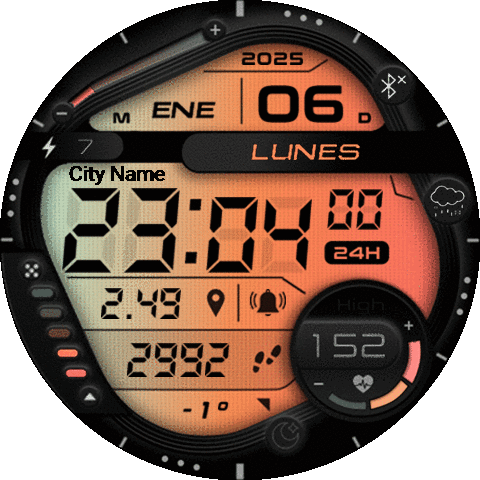 2025
M ENE 06 D
7
LUNES
City Name
23:04 00
24H
2.49
High
152
2992
-1°